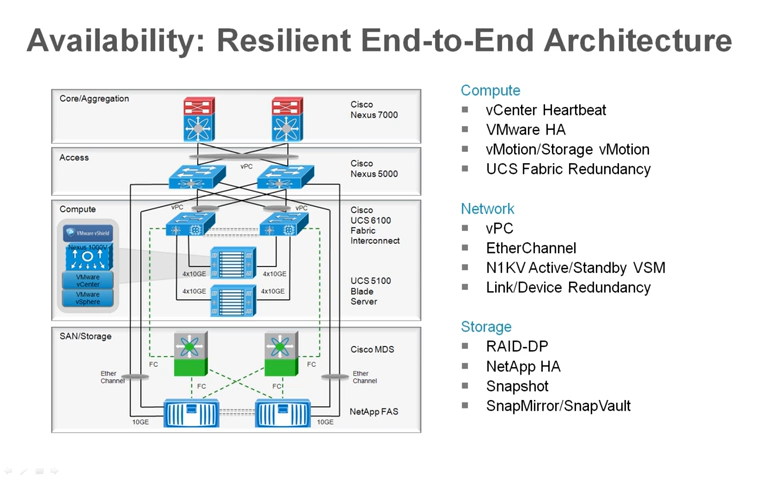 Availability: Resilient End-to-End Architecture
Core/Aggregation
Cisco
Nexus 7000
vPC
Access
Cisco
Nexus 5000
vPC
vPC
Compute
Cisco
UCS 6100
Fabric
Interconnect
VMware vShield
Nexus 1000V
VMware
vCenter
VMware
vSphere
4x10GE
4x10GE
4x10GE
4x10GE
UCS 5100
Blade
Server
SAN/Storage
Cisco MDS
FC
FC
Ether
Channel
Ether
Channel
FC
FC
NetApp FAS
10GE
10GE
Compute
vCenter Heartbeat
VMware HA
vMotion/Storage vMotion
UCS Fabric Redundancy
Network
vPC
EtherChannel
N1KV Active/Standby VSM
Link/Device Redundancy
Storage
RAID-DP
NetApp HA
Snapshot
SnapMirror/SnapVault